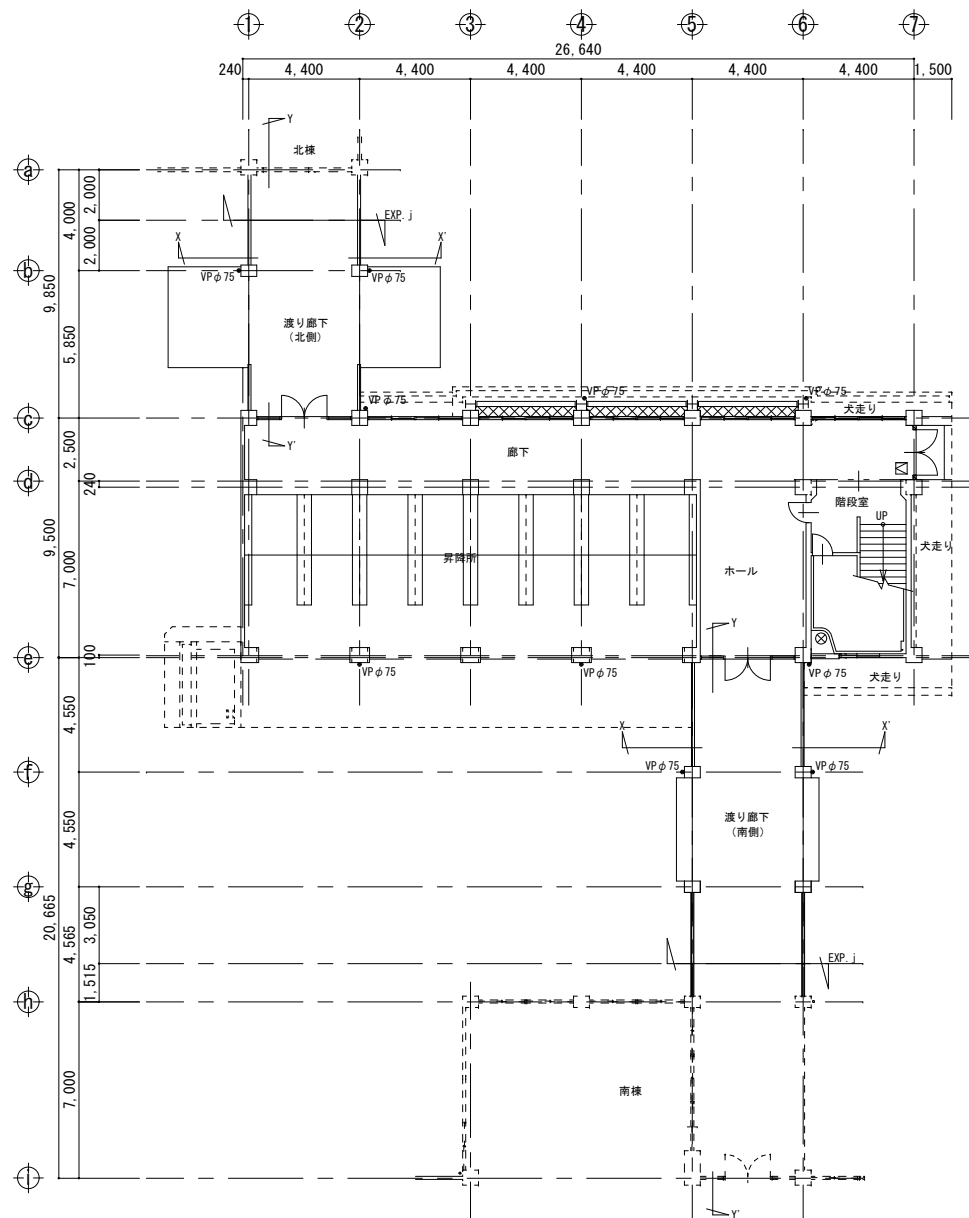 ① ② ③ ④ ⑤ ⑥ ⑦
26,640
240 4,400 4,400 4,400 4,400 4,400 4,400 1,500
Y
北棟
ⓐ
2,000
4,000
EXP.j
2,000
X X'
ⓑ
VPφ75 VPφ75
9,850
渡り廊下
(北側)
5,850
VPφ75 VPφ75 VPφ75
犬走り
ⓒ
Y'
2,500
廊下
ⓓ
240
階段室
UP
9,500
7,000
昇降所
ホール
犬走り
Y
ⓔ
100
VPφ75 VPφ75 VPφ75
犬走り
4,550
X X'
ⓕ
VPφ75 VPφ75
渡り廊下
(南側)
4,550
ⓖ
20,665
4,565
3,050
EXP.j
1,515
ⓗ
7,000
南棟
ⓘ
Y'